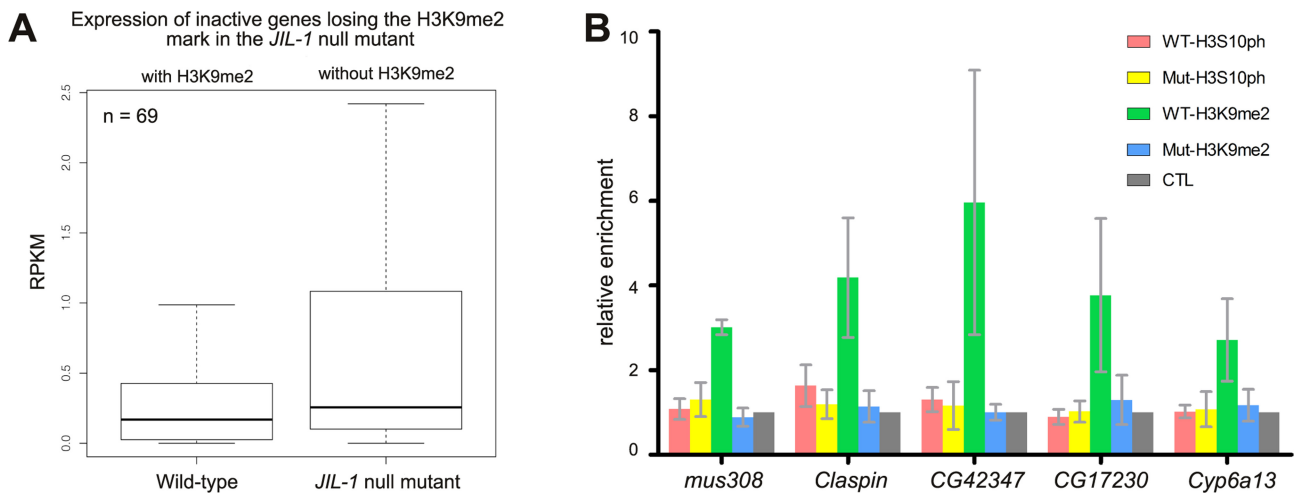 A
Expression of inactive genes losing the H3K9me2
mark in the JIL-1 null mutant
with H3K9me2
without H3K9me2
n = 69
2.5
2.0
1.5
1.0
0.5
0.0
RPKM
Wild-type
JIL-1 null mutant
B
10
8
6
4
2
0
relative enrichment
WT-H3S10ph
Mut-H3S10ph
WT-H3K9me2
Mut-H3K9me2
CTL
mus308
Claspin
CG42347
CG17230
Cyp6a13